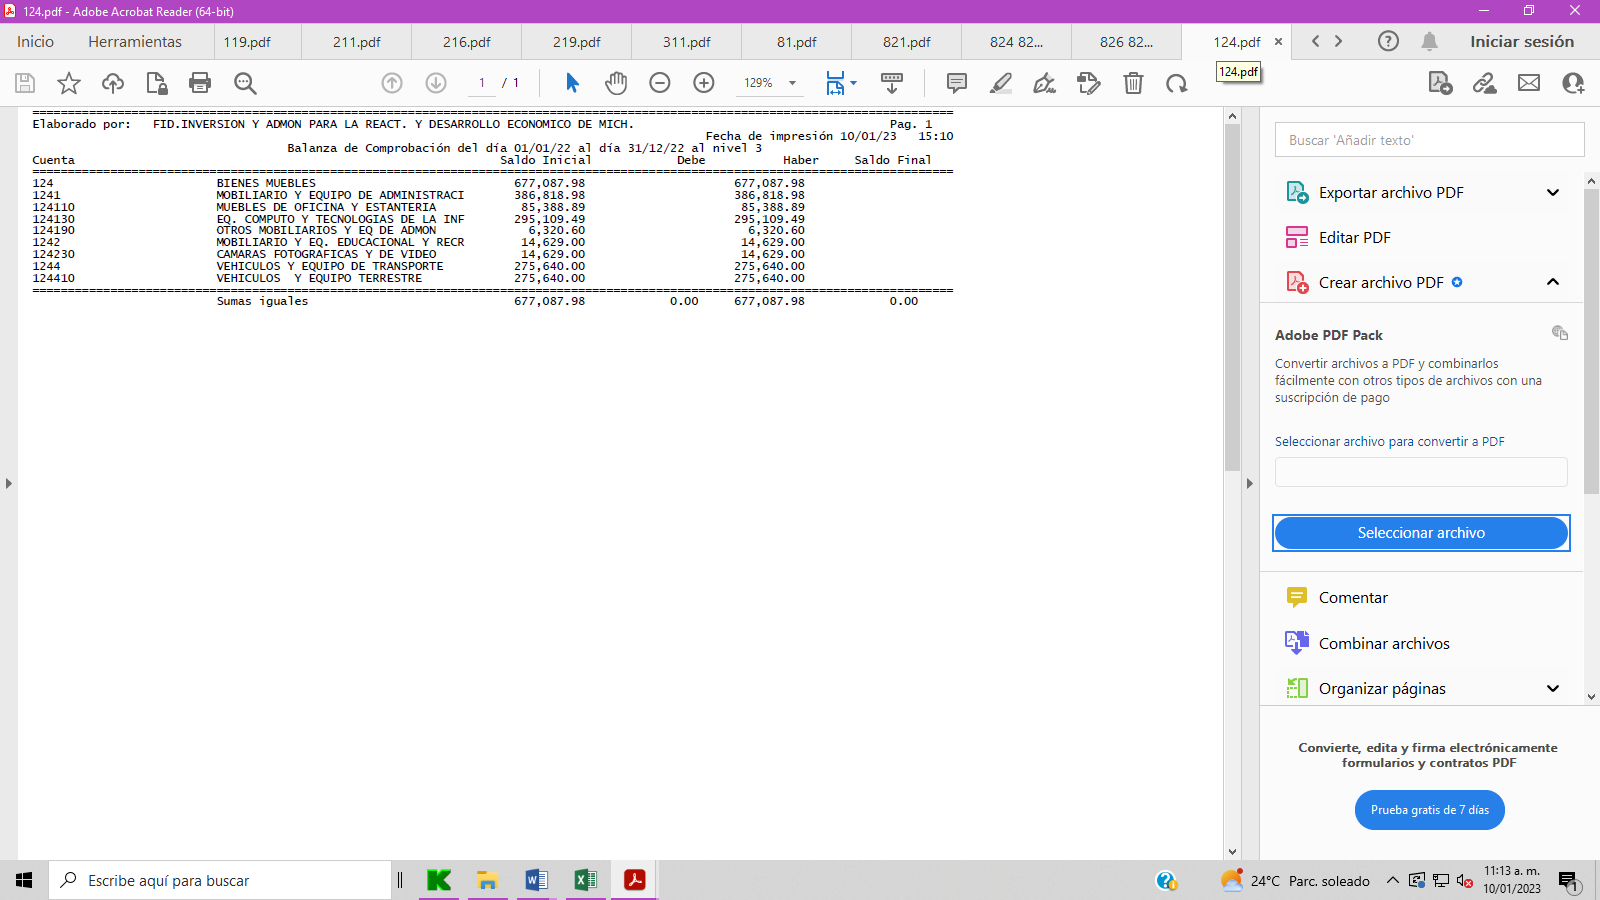 124.pdf - Adobe Acrobat Reader (64-bit)
Inicio Herramientas 119.pdf 211.pdf 216.pdf 219.pdf 311.pdf 81.pdf 821.pdf 824 82... 826 82... 124.pdf × Iniciar sesión
1 / 1 129% 124.pdf
Elaborado por: FID.INVERSION Y ADMON PARA LA REACT. Y DESARROLLO ECONOMICO DE MICH. Pag. 1
Fecha de impresión 10/01/23 15:10
Balanza de Comprobación del día 01/01/22 al día 31/12/22 al nivel 3
Cuenta Saldo Inicial Debe Haber Saldo Final
124 BIENES MUEBLES 677,087.98 677,087.98
1241 MOBILIARIO Y EQUIPO DE ADMINISTRACI 386,818.98 386,818.98
124110 MUEBLES DE OFICINA Y ESTANTERIA 85,388.89 85,388.89
124130 EQ. COMPUTO Y TECNOLOGIAS DE LA INF 295,109.49 295,109.49
124190 OTROS MOBILIARIOS Y EQ DE ADMON 6,320.60 6,320.60
1242 MOBILIARIO Y EQ. EDUCACIONAL Y RECR 14,629.00 14,629.00
124230 CAMARAS FOTOGRAFICAS Y DE VIDEO 14,629.00 14,629.00
1244 VEHICULOS Y EQUIPO DE TRANSPORTE 275,640.00 275,640.00
124410 VEHICULOS Y EQUIPO TERRESTRE 275,640.00 275,640.00
Sumas iguales 677,087.98 0.00 677,087.98 0.00
Buscar 'Añadir texto'
Exportar archivo PDF
Editar PDF
Crear archivo PDF
Adobe PDF Pack
Convertir archivos a PDF y combinarlos
fácilmente con otros tipos de archivos con una
suscripción de pago
Seleccionar archivo para convertir a PDF
Seleccionar archivo
Comentar
Combinar archivos
Organizar páginas
Convierte, edita y firma electrónicamente
formularios y contratos PDF
Prueba gratis de 7 días
Escribe aquí para buscar
24°C Parc. soleado
11:13 a. m.
10/01/2023
1